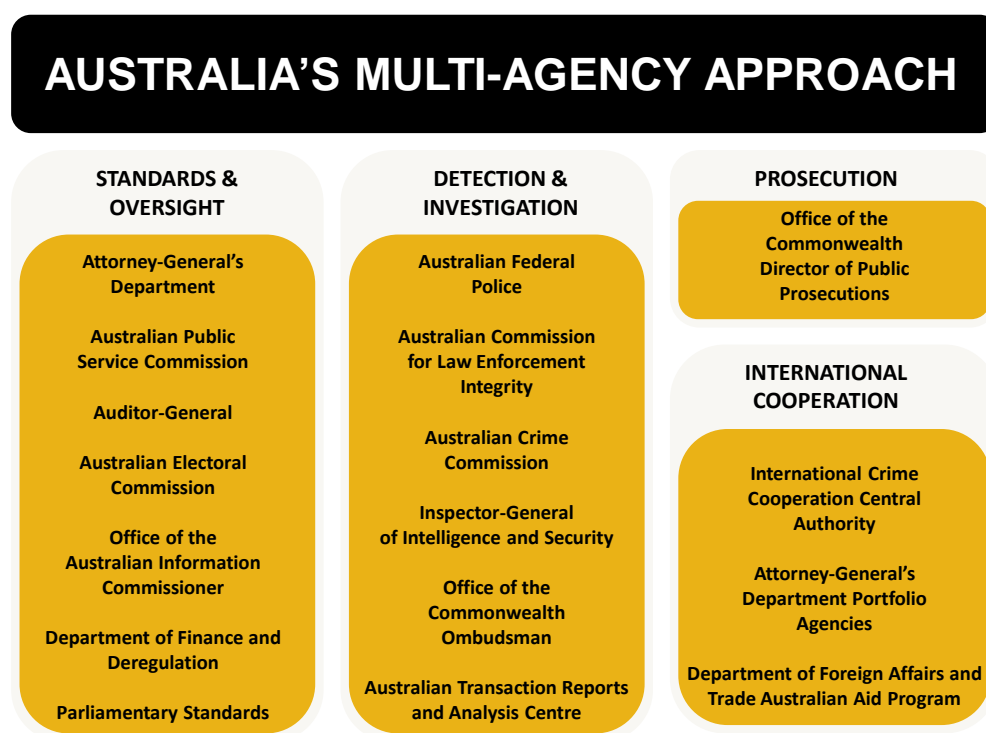 AUSTRALIA’S MULTI-AGENCY APPROACH
STANDARDS &
OVERSIGHT
Attorney-General’s
Department
Australian Public
Service Commission
Auditor-General
Australian Electoral
Commission
Office of the
Australian Information
Commissioner
Department of Finance and
Deregulation
Parliamentary Standards
DETECTION &
INVESTIGATION
Australian Federal
Police
Australian Commission
for Law Enforcement
Integrity
Australian Crime
Commission
Inspector-General
of Intelligence and Security
Office of the
Commonwealth
Ombudsman
Australian Transaction Reports
and Analysis Centre
PROSECUTION
Office of the
Commonwealth
Director of Public
Prosecutions
INTERNATIONAL
COOPERATION
International Crime
Cooperation Central
Authority
Attorney-General’s
Department Portfolio
Agencies
Department of Foreign Affairs and
Trade Australian Aid Program